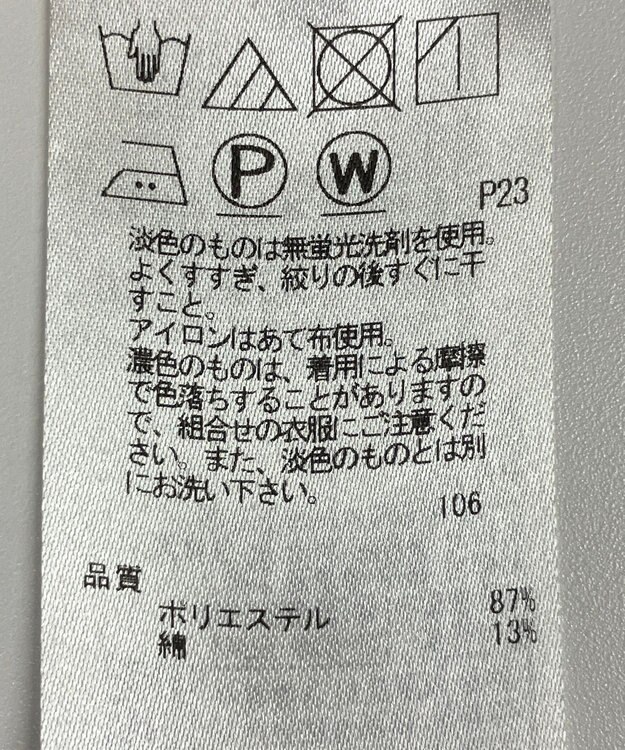 P
W
P23
淡色のものは無蛍光洗剤を使用。
よくすすぎ、絞りの後すぐに干
すこと。
アイロンはあて布使用。
濃色のものは、着用による摩擦
で色落ちすることがありますの
で、組合せの衣服にご注意くだ
さい。また、淡色のものとは別
にお洗い下さい。
106
品質
ポリエステル 87%
綿 13%